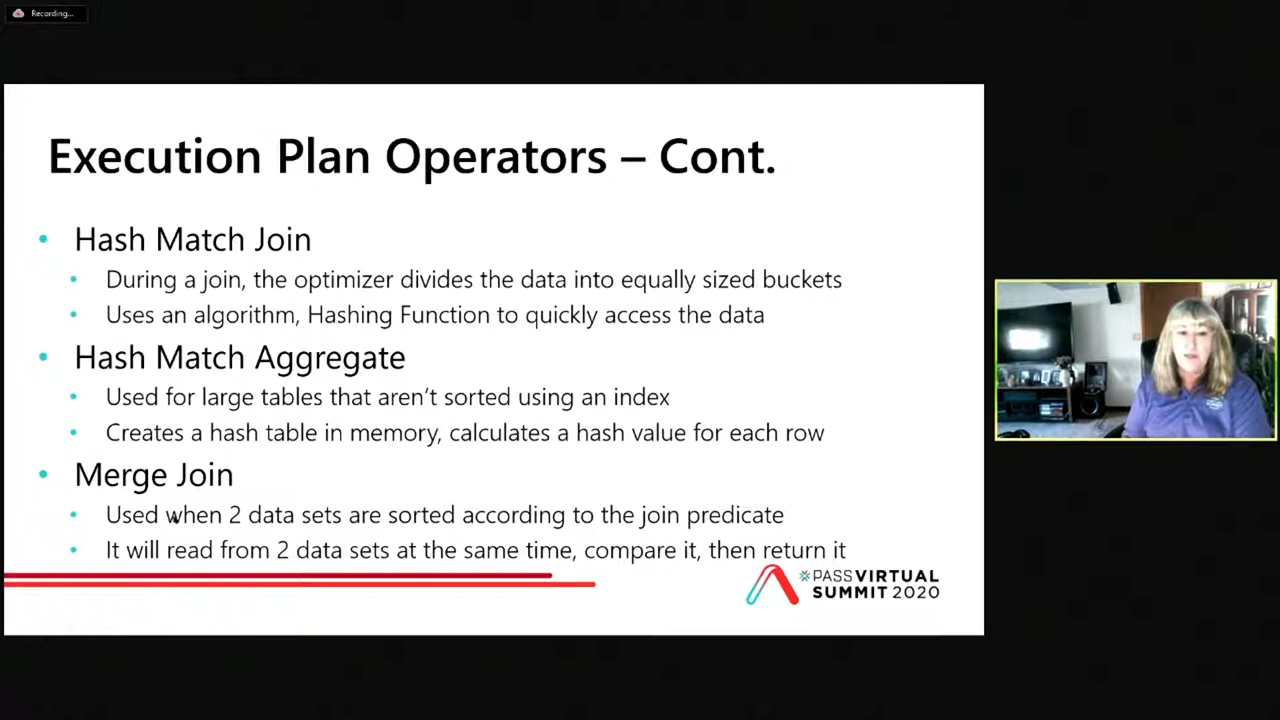 Recording...
Execution Plan Operators – Cont.
• Hash Match Join
• During a join, the optimizer divides the data into equally sized buckets
• Uses an algorithm, Hashing Function to quickly access the data
• Hash Match Aggregate
• Used for large tables that aren't sorted using an index
• Creates a hash table in memory, calculates a hash value for each row
• Merge Join
• Used when 2 data sets are sorted according to the join predicate
• It will read from 2 data sets at the same time, compare it, then return it
PASS VIRTUAL
SUMMIT 2020